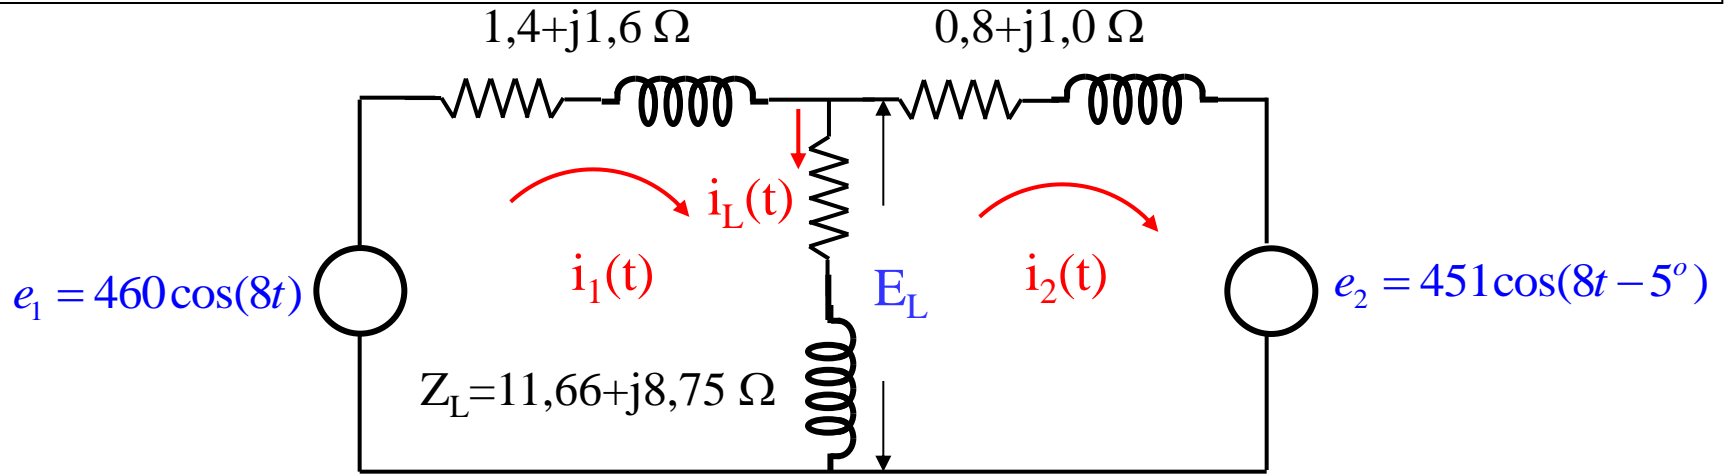 1,4+j1,6 Ω
0,8+j1,0 Ω
i_L(t)
i_1(t)
E_L
i_2(t)
e_1 = 460cos(8t)
e_2 = 451cos(8t − 5^o)
Z_L=11,66+j8,75 Ω